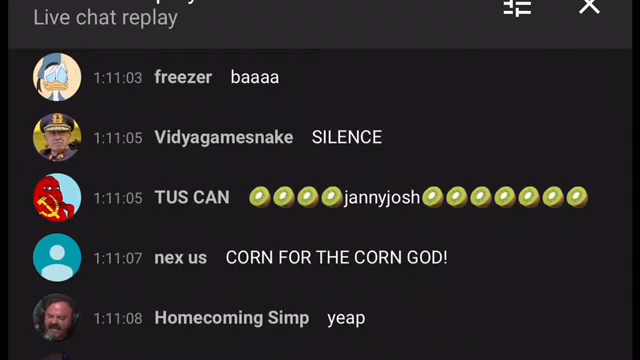 Live chat replay
1:11:03 freezer baaaa
1:11:05 Vidyagamesnake SILENCE
1:11:05 TUS CAN 🥝🥝🥝🥝jannyjosh🥝🥝🥝🥝🥝🥝🥝
1:11:07 nex us CORN FOR THE CORN GOD!
1:11:08 Homecoming Simp yeap